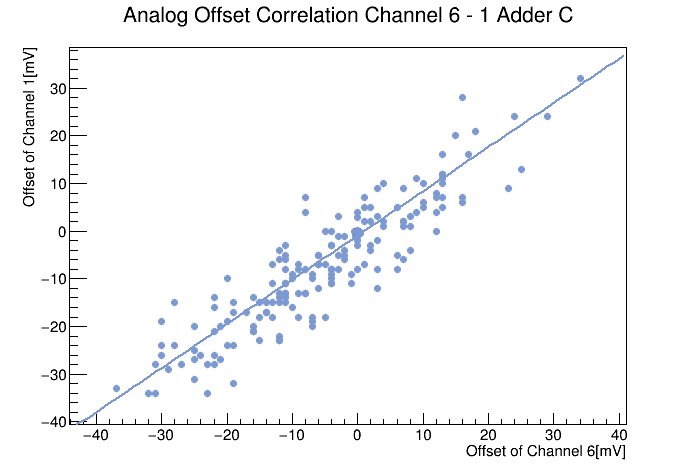 Analog Offset Correlation Channel 6 - 1 Adder C
Offset of Channel 1[mV]
30
20
10
0
−10
−20
−30
−40
−40 −30 −20 −10 0 10 20 30 40
Offset of Channel 6[mV]